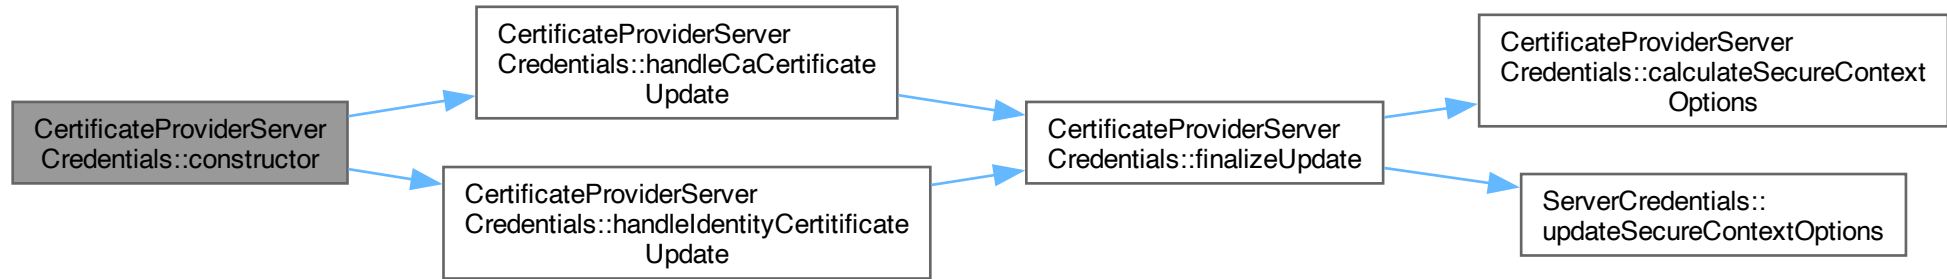 CertificateProviderServer
Credentials::constructor
CertificateProviderServer
Credentials::handleCaCertificate
Update
CertificateProviderServer
Credentials::handleIdentityCertitificate
Update
CertificateProviderServer
Credentials::finalizeUpdate
CertificateProviderServer
Credentials::calculateSecureContext
Options
ServerCredentials::
updateSecureContextOptions